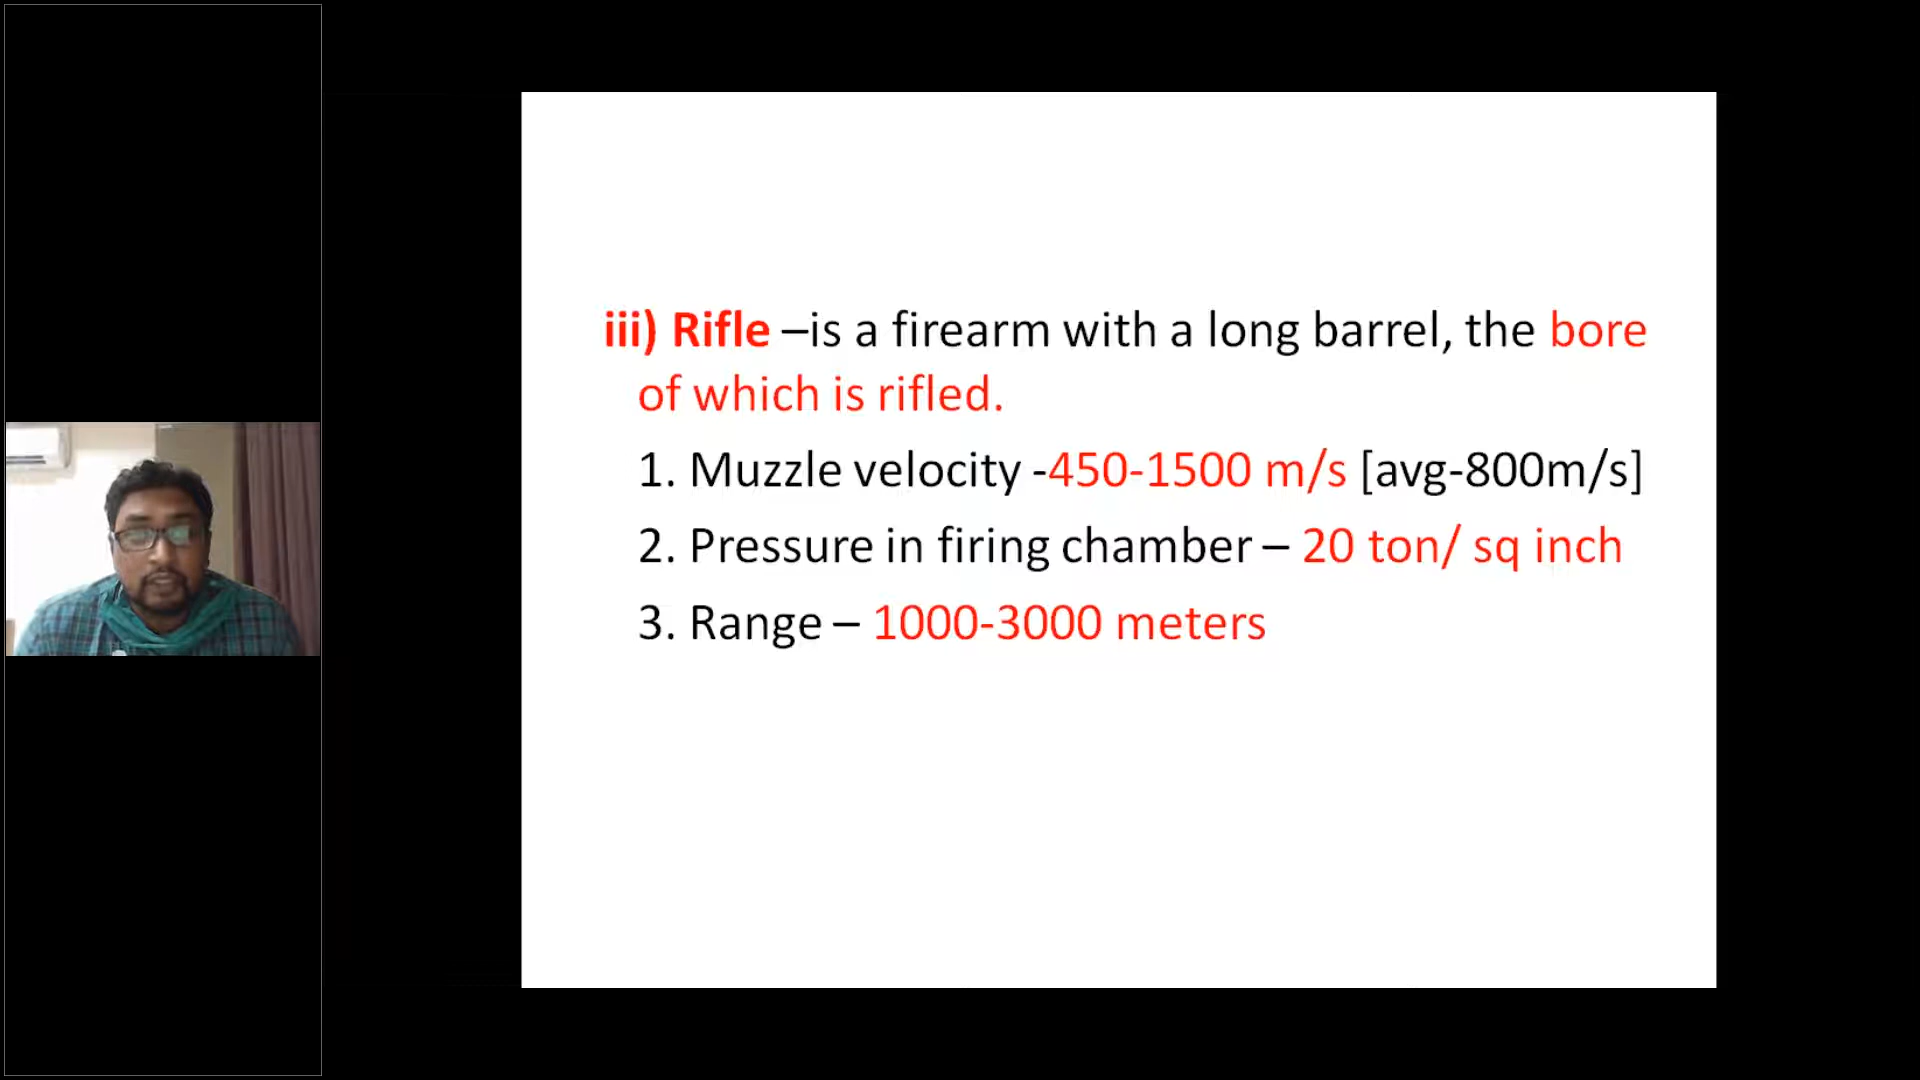 iii) Rifle –is a firearm with a long barrel, the bore
of which is rifled.
1. Muzzle velocity -450-1500 m/s [avg-800m/s]
2. Pressure in firing chamber – 20 ton/ sq inch
3. Range – 1000-3000 meters